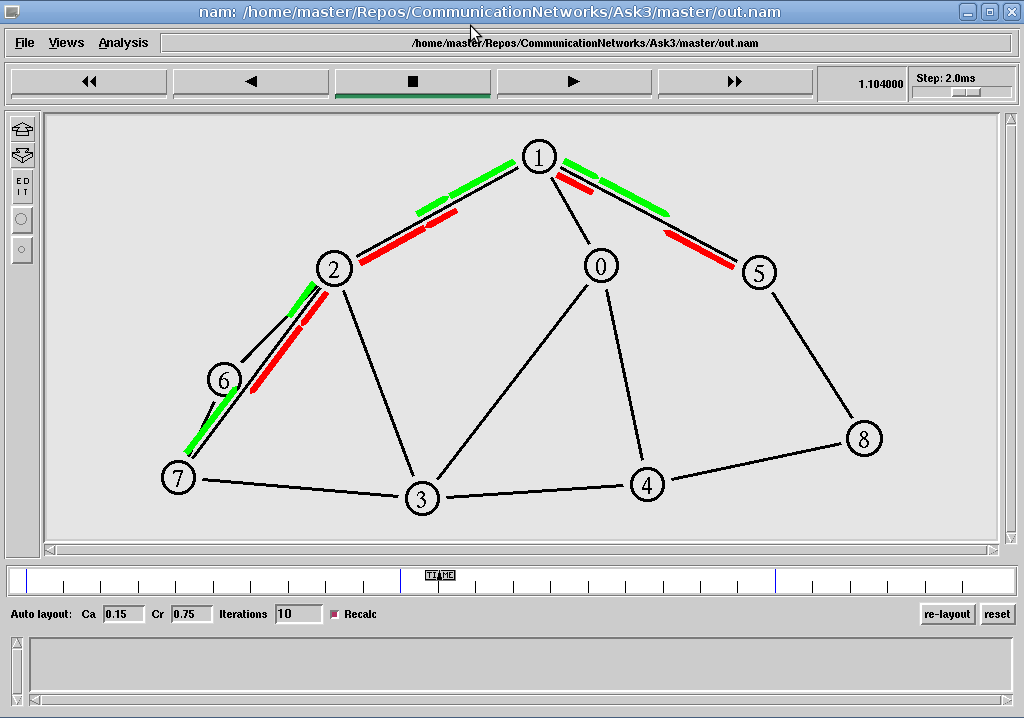 nam: /home/master/Repos/CommunicationNetworks/Ask3/master/out.nam
File Views Analysis /home/master/Repos/CommunicationNetworks/Ask3/master/out.nam
1.104000 Step: 2.0ms
ED
IT
1
2
0
5
6
8
7
3
4
TIME
Auto layout: Ca 0.15 Cr 0.75 Iterations 10 Recalc re-layout reset